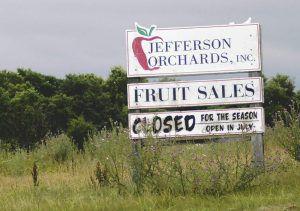 JEFFERSON
ORCHARDS, INC.
FRUIT SALES
CLOSED FOR THE SEASON
OPEN IN JULY